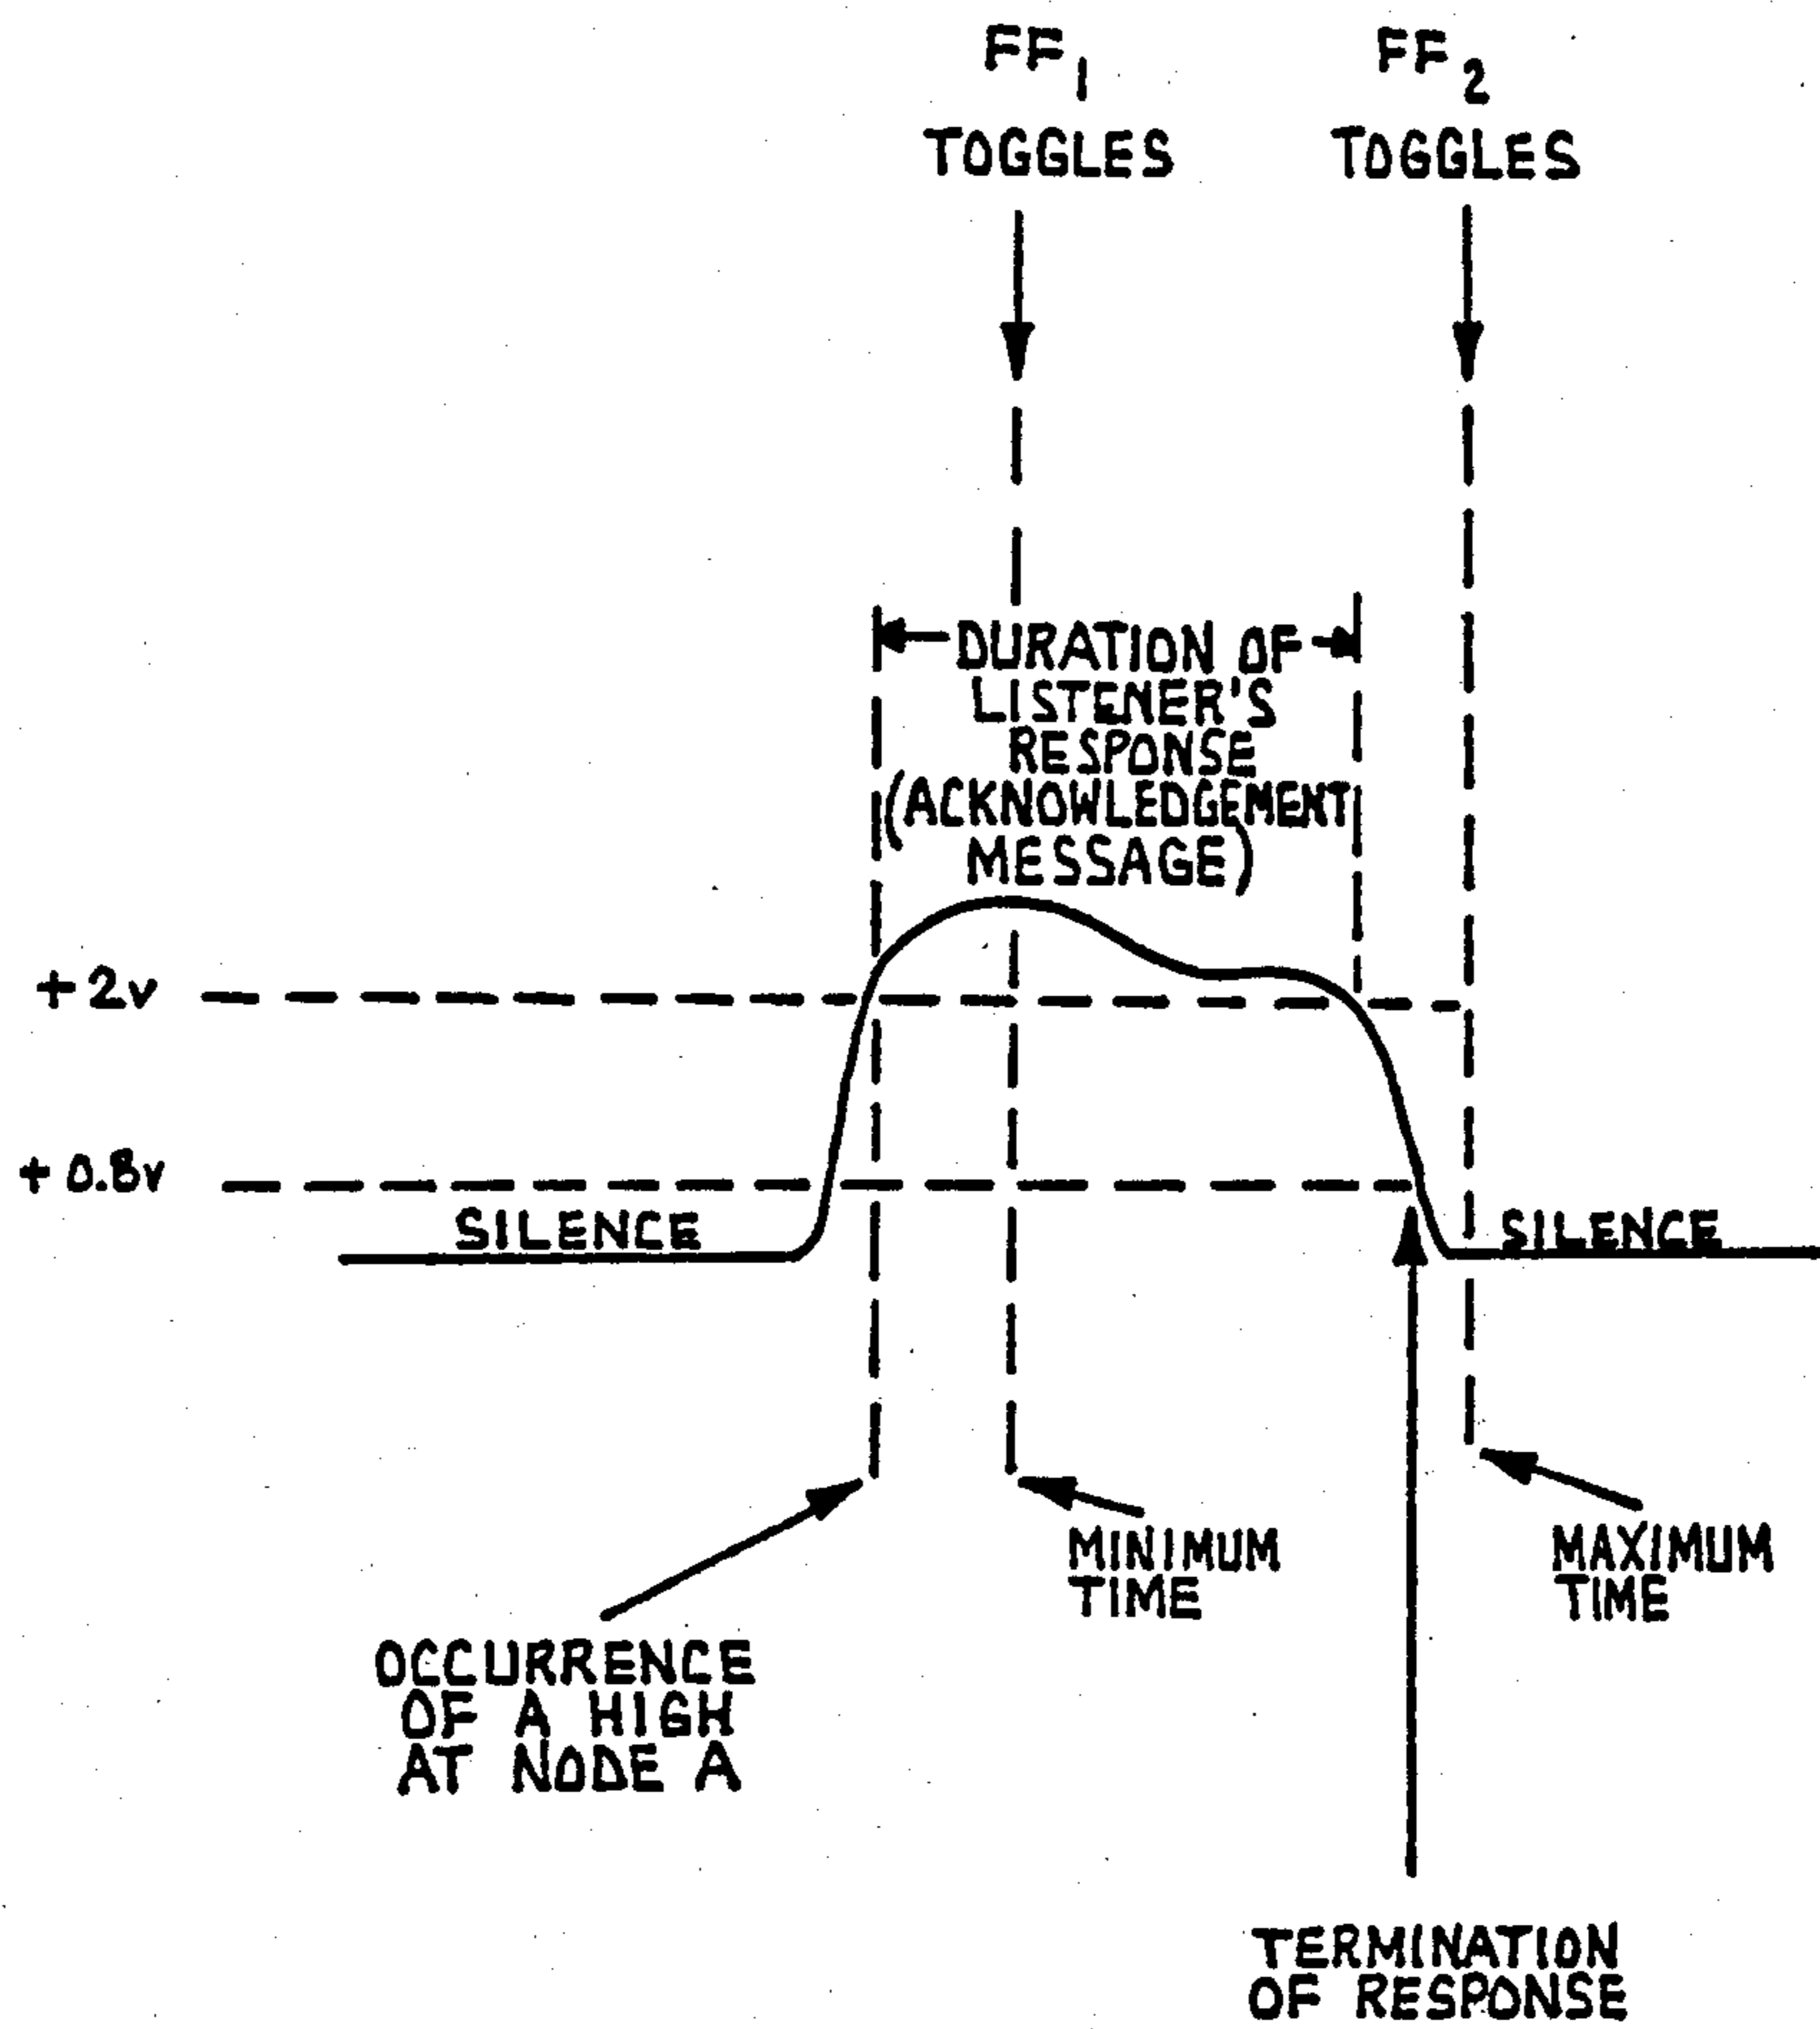 FF1
TOGGLES
FF2
TOGGLES
DURATION OF
LISTENER'S
RESPONSE
(ACKNOWLEDGEMENT
MESSAGE)
+2v
+0.8v
SILENCE
SILENCE
OCCURRENCE
OF A HIGH
AT NODE A
MINIMUM
TIME
MAXIMUM
TIME
TERMINATION
OF RESPONSE